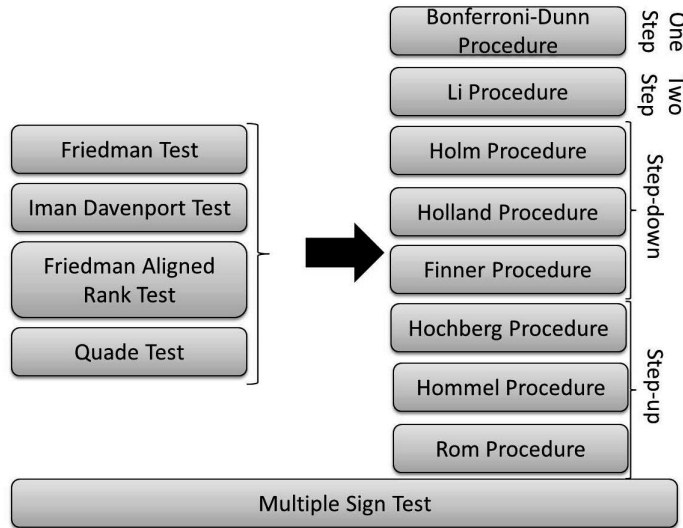 Friedman Test
Iman Davenport Test
Friedman Aligned
Rank Test
Quade Test
Bonferroni-Dunn
Procedure
One
Step
Li Procedure
Two
Step
Holm Procedure
Holland Procedure
Finner Procedure
Step-down
Hochberg Procedure
Hommel Procedure
Rom Procedure
Step-up
Multiple Sign Test